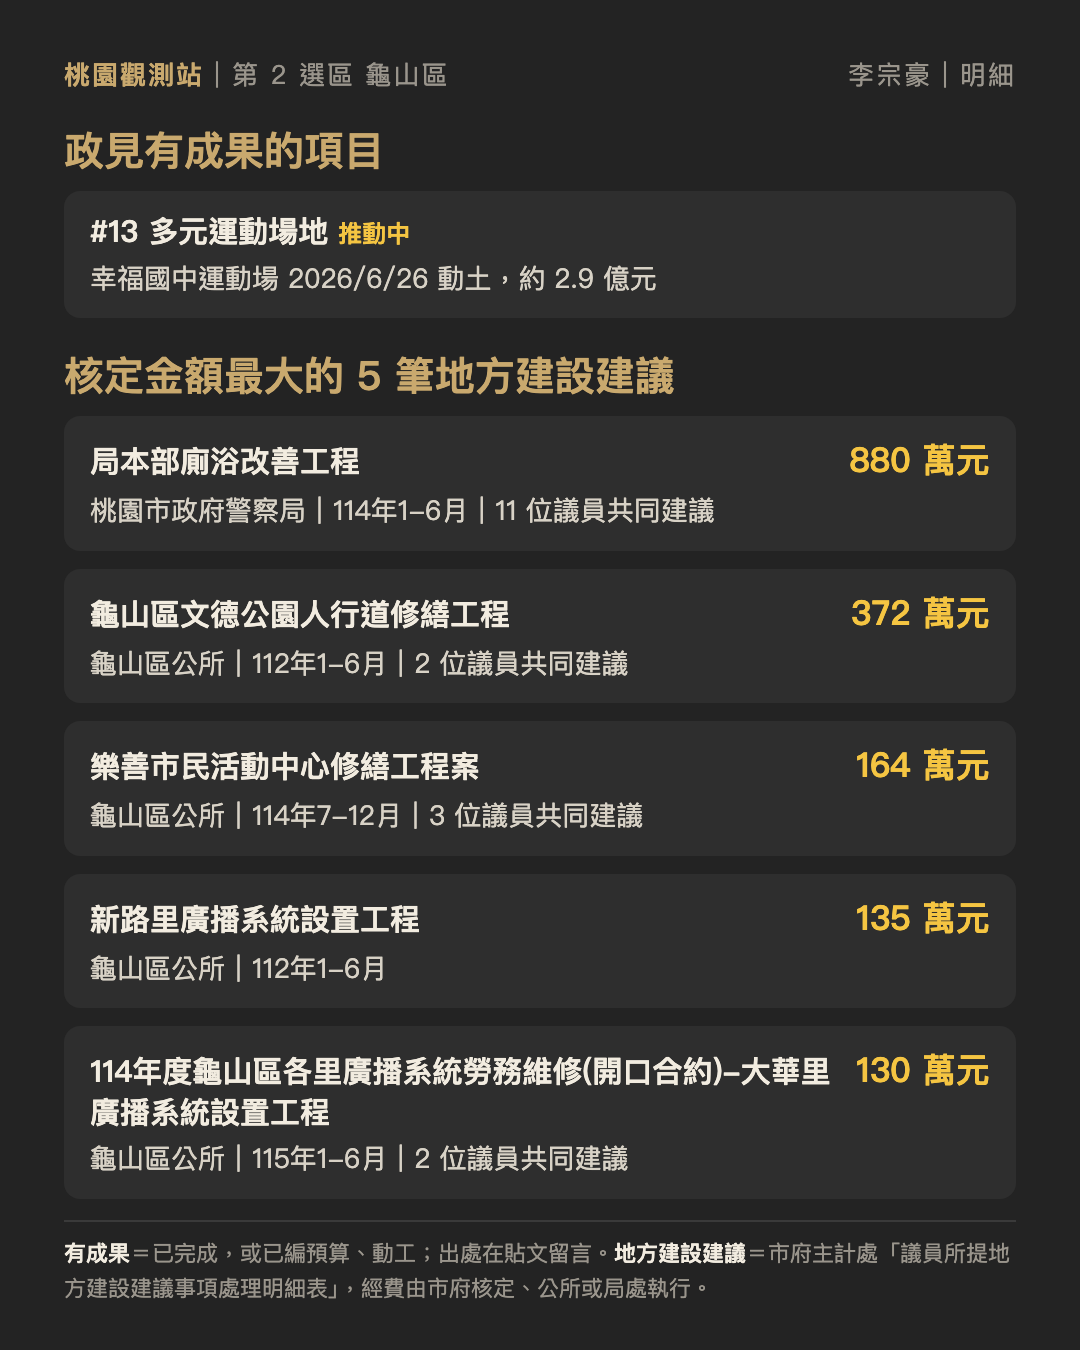 桃園觀測站｜第 2 選區 龜山區
李宗豪｜明細
政見有成果的項目
#13 多元運動場地 推動中
幸福國中運動場 2026/6/26 動土，約 2.9 億元
核定金額最大的 5 筆地方建設建議
局本部廁浴改善工程 880 萬元
桃園市政府警察局｜114年1–6月｜11 位議員共同建議
龜山區文德公園人行道修繕工程 372 萬元
龜山區公所｜112年1–6月｜2 位議員共同建議
樂善市民活動中心修繕工程案 164 萬元
龜山區公所｜114年7–12月｜3 位議員共同建議
新路里廣播系統設置工程 135 萬元
龜山區公所｜112年1–6月
114年度龜山區各里廣播系統勞務維修(開口合約)–大華里 130 萬元
廣播系統設置工程
龜山區公所｜115年1–6月｜2 位議員共同建議
有成果＝已完成，或已編預算、動工；出處在貼文留言。地方建設建議＝市府主計處「議員所提地
方建設建議事項處理明細表」，經費由市府核定、公所或局處執行。